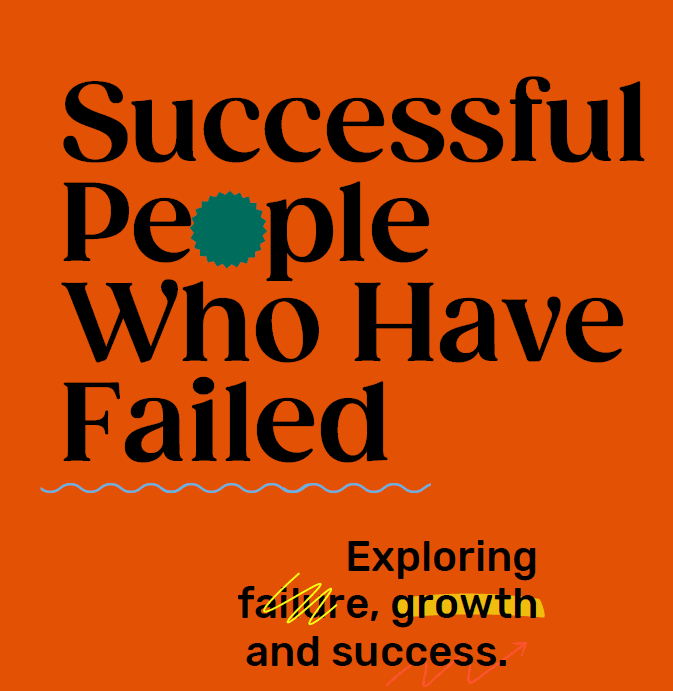 Successful
People
Who Have
Failed
Exploring
failure, growth
and success.